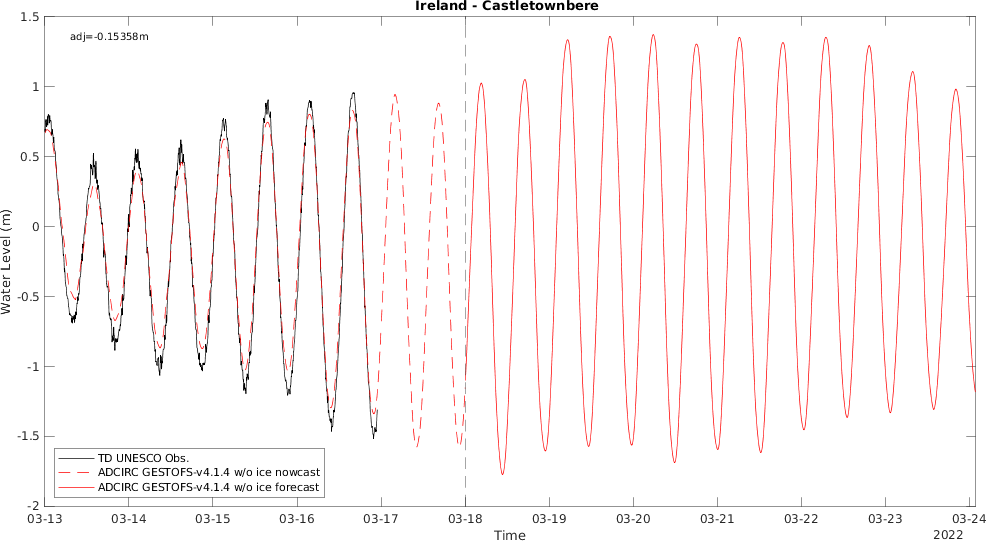 Ireland - Castletownbere
adj=-0.15358m
1.5
1
0.5
0
-0.5
-1
-1.5
-2
Water Level (m)
TD UNESCO Obs.
ADCIRC GESTOFS-v4.1.4 w/o ice nowcast
ADCIRC GESTOFS-v4.1.4 w/o ice forecast
03-13 03-14 03-15 03-16 03-17 03-18 03-19 03-20 03-21 03-22 03-23 03-24
Time
2022